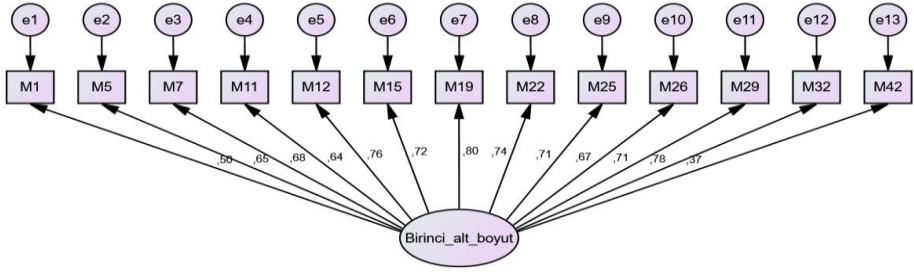 e1 e2 e3 e4 e5 e6 e7 e8 e9 e10 e11 e12 e13
M1 M5 M7 M11 M12 M15 M19 M22 M25 M26 M29 M32 M42
,50 ,65 ,68 ,64 ,76 ,72 ,80 ,74 ,71 ,67 ,71 ,78 ,37
Birinci_alt_boyut